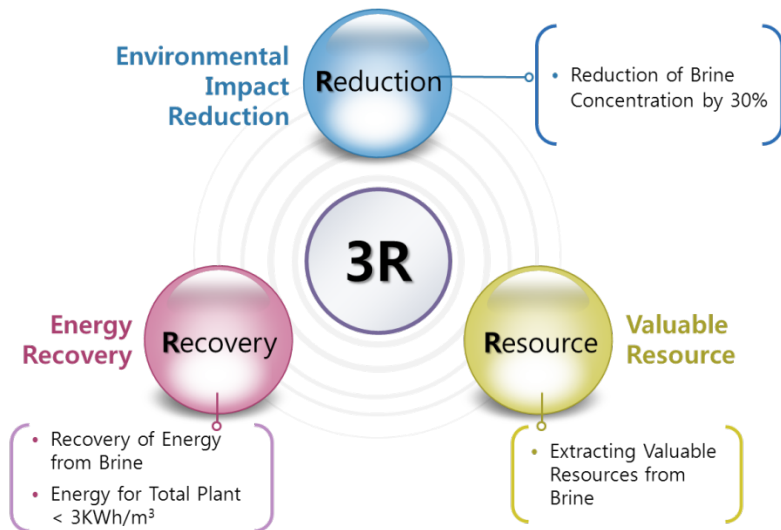 Environmental
Impact
Reduction
Reduction
• Reduction of Brine
Concentration by 30%
3R
Energy
Recovery
Recovery
Resource
Valuable
Resource
• Recovery of Energy
from Brine
• Energy for Total Plant
< 3KWh/m³
• Extracting Valuable
Resources from
Brine